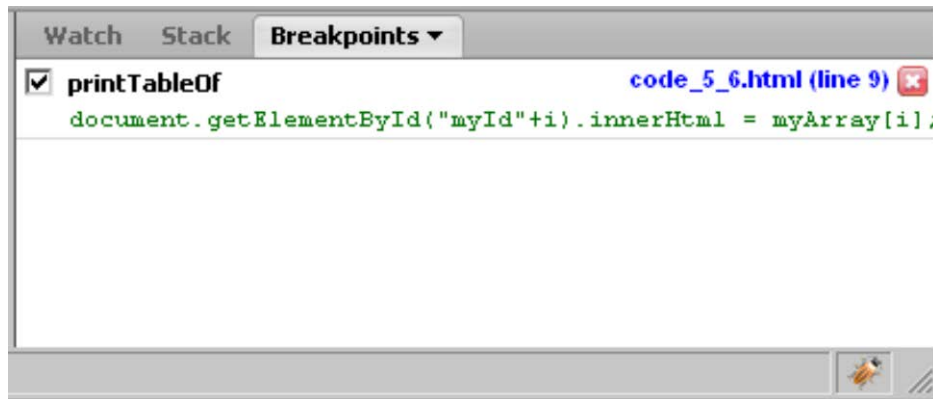 Watch Stack Breakpoints ▾
printTableOf code_5_6.html (line 9)
document.getElementById("myId"+i).innerHtml = myArray[i];